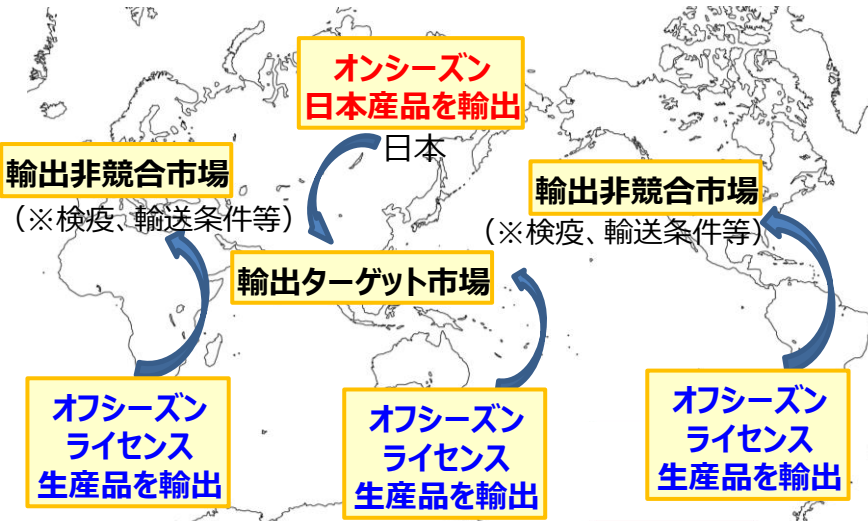 オンシーズン
日本産品を輸出
日本
輸出非競合市場
（※検疫、輸送条件等）
輸出非競合市場
（※検疫、輸送条件等）
輸出ターゲット市場
オフシーズン
ライセンス
生産品を輸出
オフシーズン
ライセンス
生産品を輸出
オフシーズン
ライセンス
生産品を輸出